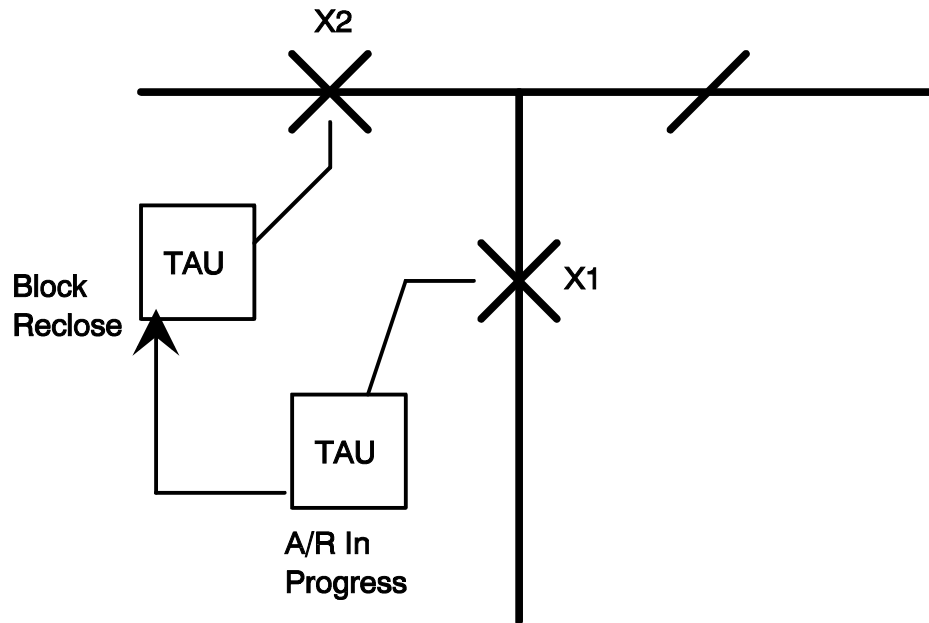 X2
TAU
Block
Reclose
X1
TAU
A/R In
Progress